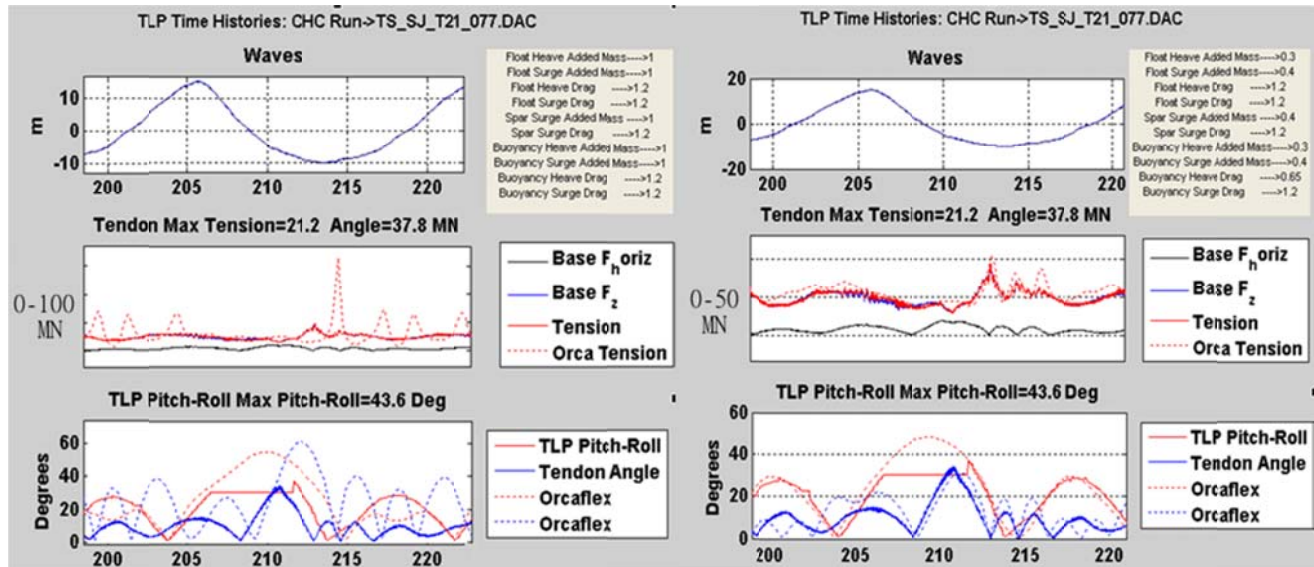 TLP Time Histories: CHC Run->TS_SJ_T21_077.DAC
Waves
10
0
-10
m
200 205 210 215 220
Float Heave Added Mass---->1
Float Surge Added Mass---->1
Float Heave Drag ---->1.2
Float Surge Drag ---->1.2
Spar Surge Added Mass---->1
Spar Surge Drag ---->1.2
Buoyancy Heave Added Mass-->1
Buoyancy Surge Added Mass-->1
Buoyancy Heave Drag ---->1.2
Buoyancy Surge Drag ---->1.2
Tendon Max Tension=21.2 Angle=37.8 MN
0-100
MN
Base Fhoriz
Base Fz
Tension
Orca Tension
TLP Pitch-Roll Max Pitch-Roll=43.6 Deg
Degrees
60
40
20
0
200 205 210 215 220
TLP Pitch-Roll
Tendon Angle
Orcaflex
Orcaflex
TLP Time Histories: CHC Run->TS_SJ_T21_077.DAC
Waves
20
0
-20
m
200 205 210 215 220
Float Heave Added Mass---->0.3
Float Surge Added Mass---->0.4
Float Heave Drag ---->1.2
Float Surge Drag ---->1.2
Spar Surge Added Mass---->0.4
Spar Surge Drag ---->1.2
Buoyancy Heave Added Mass-->0.3
Buoyancy Surge Added Mass-->0.4
Buoyancy Heave Drag ---->0.65
Buoyancy Surge Drag ---->1.2
Tendon Max Tension=21.2 Angle=37.8 MN
0-50
MN
Base Fhoriz
Base Fz
Tension
Orca Tension
TLP Pitch-Roll Max Pitch-Roll=43.6 Deg
Degrees
60
40
20
0
200 205 210 215 220
TLP Pitch-Roll
Tendon Angle
Orcaflex
Orcaflex